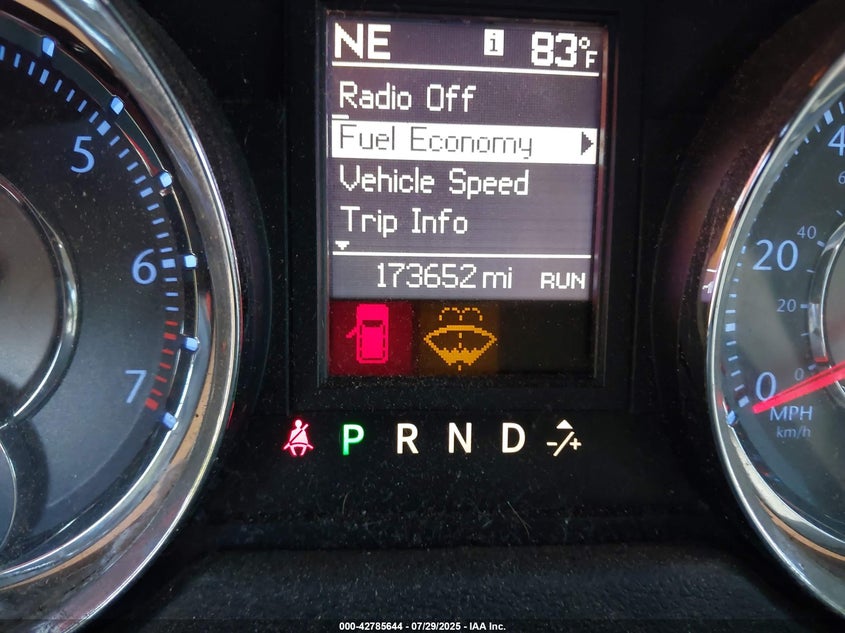 NE i 83°F
Radio Off
Fuel Economy
Vehicle Speed
Trip Info
173652 mi RUN
P R N D -/+
5
6
7
4
40
20
20
0
0
MPH
km/h
000-42785644 / 07/29/2025 - IAA Inc.